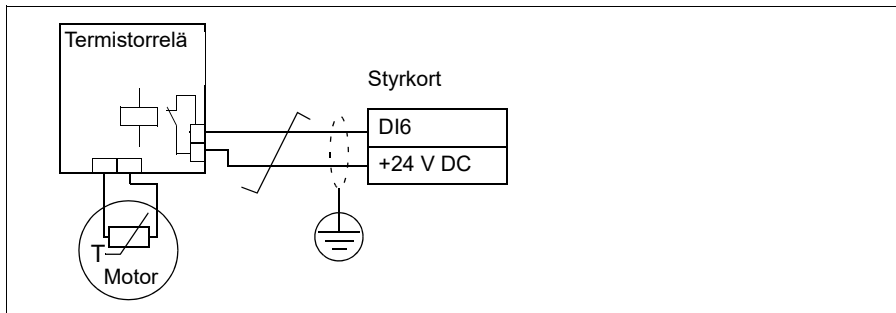 Termistorrelä
Styrkort
DI6
+24 V DC
T
Motor